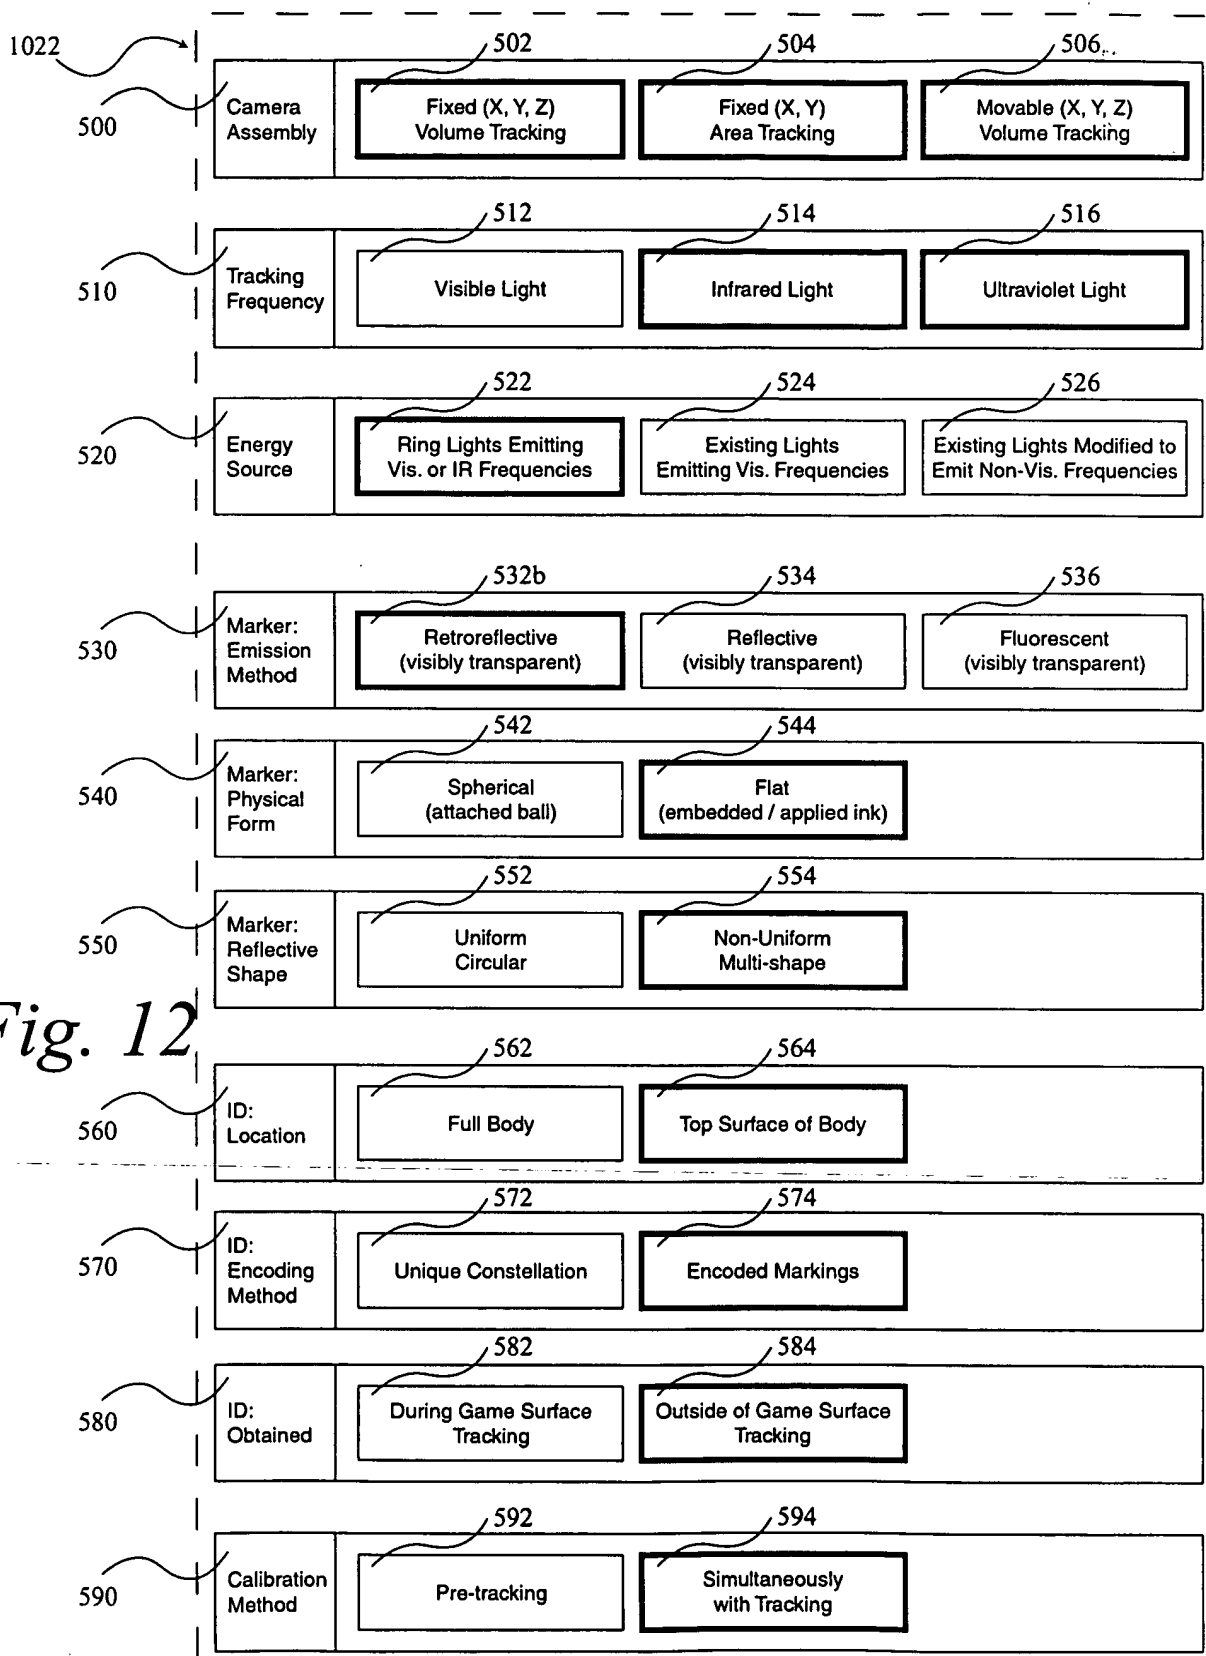 1022
502
504
506
500
Camera
Assembly
Fixed (X, Y, Z)
Volume Tracking
Fixed (X, Y)
Area Tracking
Movable (X, Y, Z)
Volume Tracking
512
514
516
510
Tracking
Frequency
Visible Light
Infrared Light
Ultraviolet Light
522
524
526
520
Energy
Source
Ring Lights Emitting
Vis. or IR Frequencies
Existing Lights
Emitting Vis. Frequencies
Existing Lights Modified to
Emit Non-Vis. Frequencies
532b
534
536
530
Marker:
Emission
Method
Retroreflective
(visibly transparent)
Reflective
(visibly transparent)
Fluorescent
(visibly transparent)
542
544
540
Marker:
Physical
Form
Spherical
(attached ball)
Flat
(embedded / applied ink)
552
554
550
Marker:
Reflective
Shape
Uniform
Circular
Non-Uniform
Multi-shape
Fig. 12
562
564
560
ID:
Location
Full Body
Top Surface of Body
572
574
570
ID:
Encoding
Method
Unique Constellation
Encoded Markings
582
584
580
ID:
Obtained
During Game Surface
Tracking
Outside of Game Surface
Tracking
592
594
590
Calibration
Method
Pre-tracking
Simultaneously
with Tracking